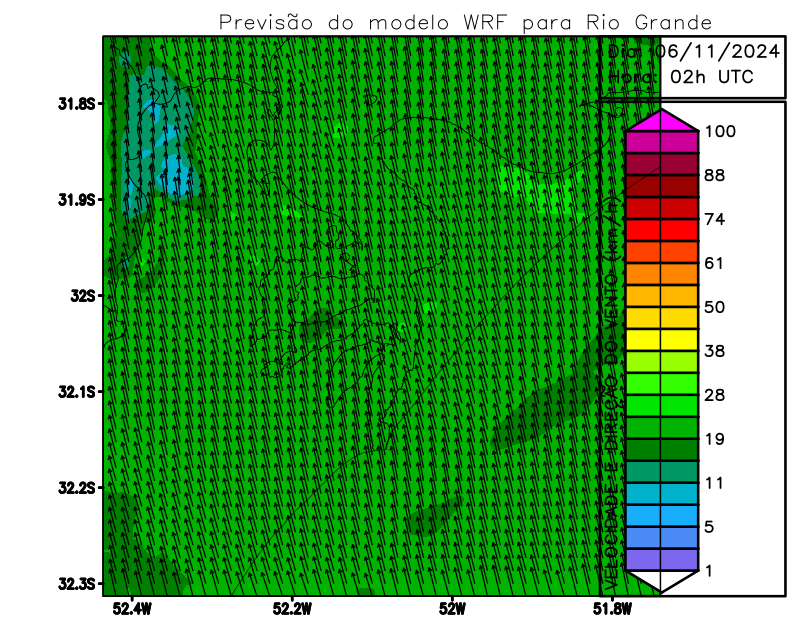 Previsão do modelo WRF para Rio Grande
Dia: 06/11/2024
Hora: 02h UTC
31.8S
31.9S
32S
32.1S
32.2S
32.3S
52.4W
52.2W
52W
51.8W
VELOCIDADE E DIREÇÃO DO VENTO (km/h)
100
88
74
61
50
38
28
19
11
5
1